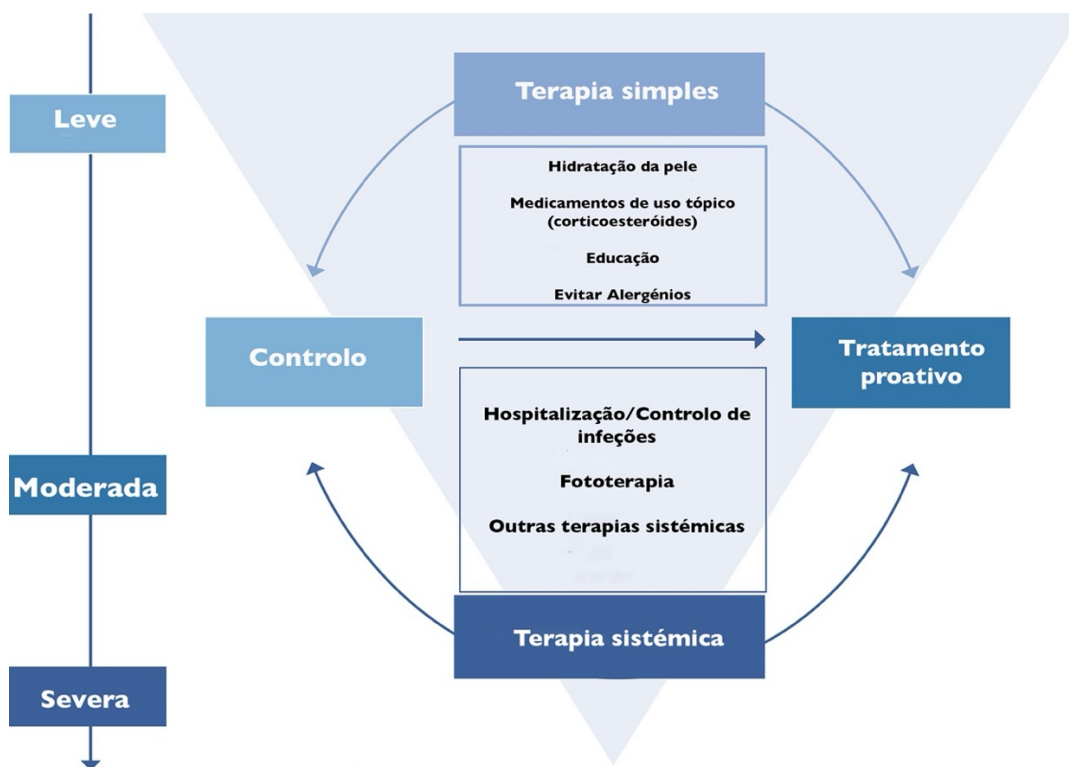 Leve
Moderada
Severa
Terapia simples
Hidratação da pele
Medicamentos de uso tópico
(corticoesteróides)
Educação
Evitar Alergénios
Controlo
Tratamento
proativo
Hospitalização/Controlo de
infeções
Fototerapia
Outras terapias sistémicas
Terapia sistémica